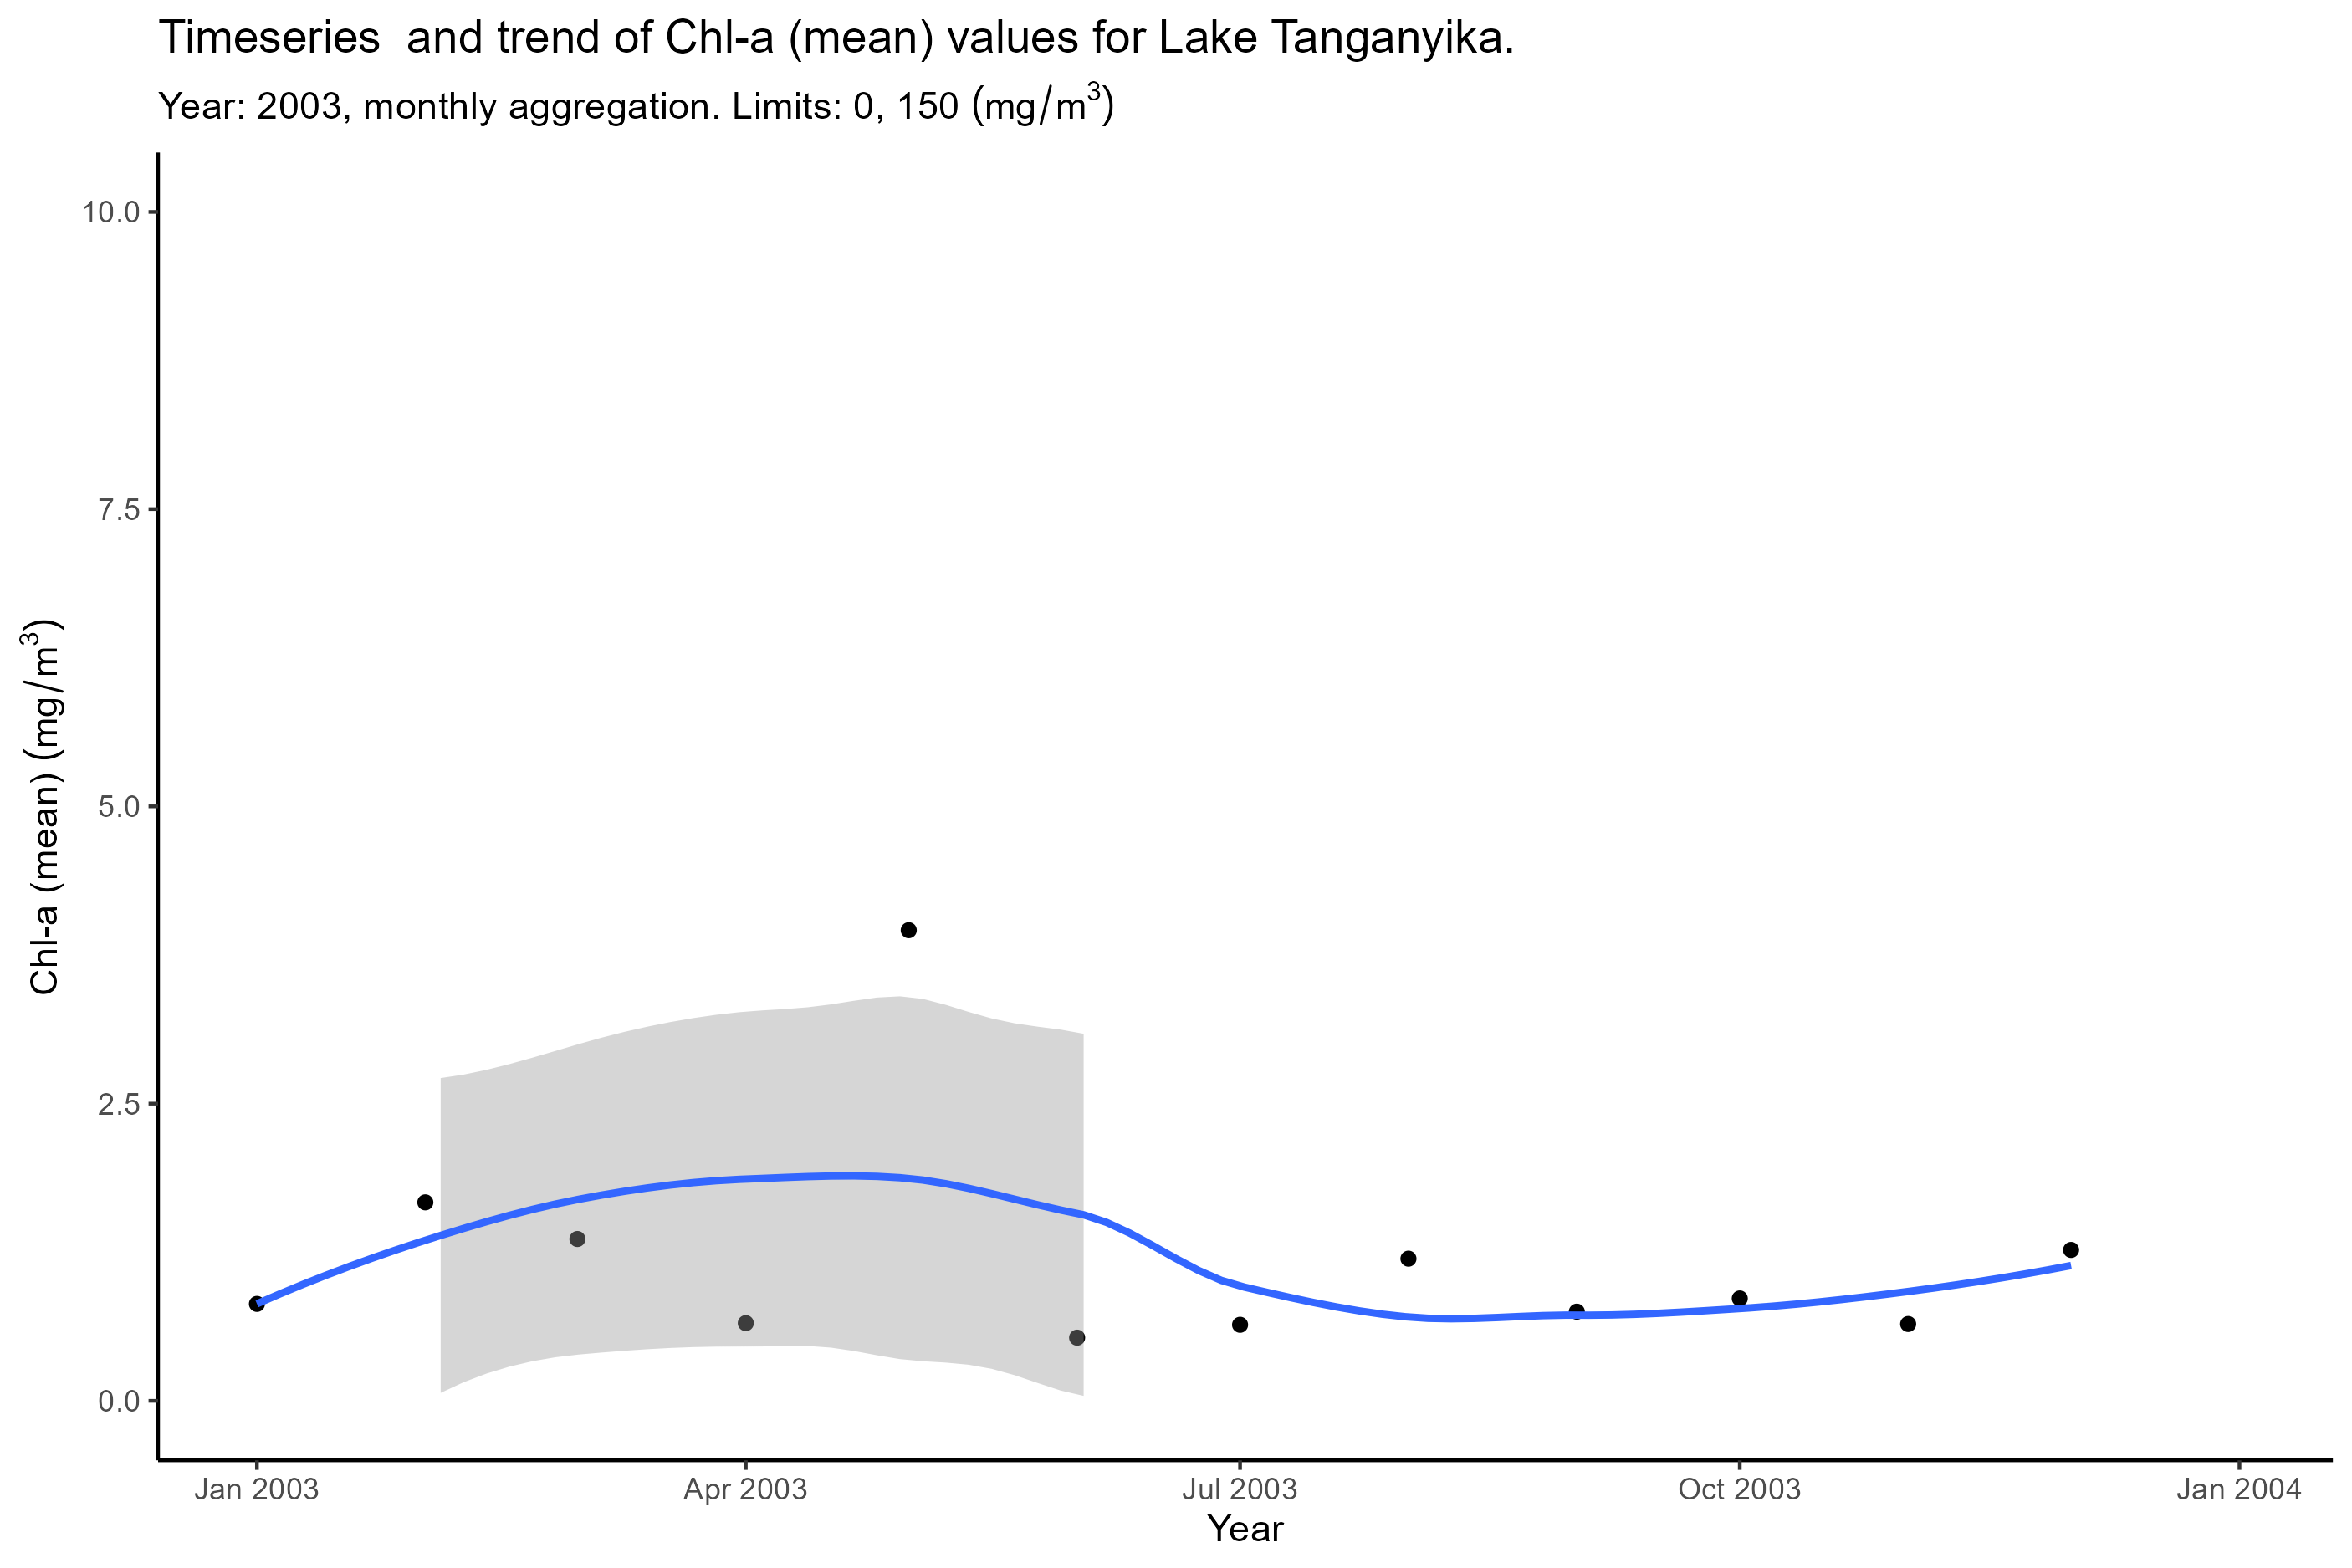 Timeseries  and trend of Chl-a (mean) values for Lake Tanganyika.
Year: 2003, monthly aggregation. Limits: 0, 150 (mg/m³)
Chl-a (mean) (mg/m³)
10.0
7.5
5.0
2.5
0.0
Jan 2003
Apr 2003
Jul 2003
Oct 2003
Jan 2004
Year